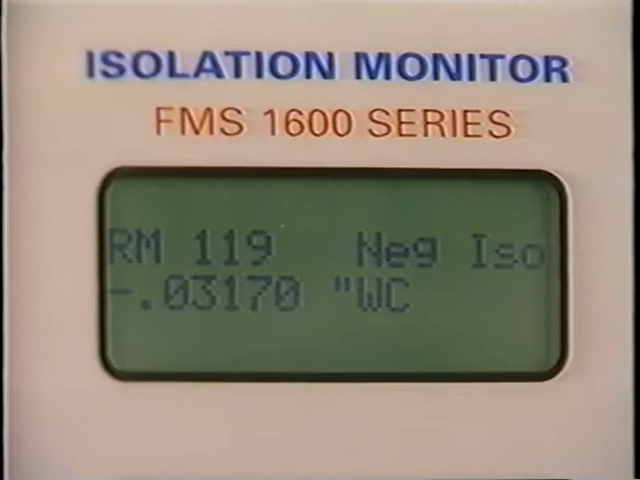 ISOLATION MONITOR
FMS 1600 SERIES
RM 119 Neg Iso
-.03170 "WC